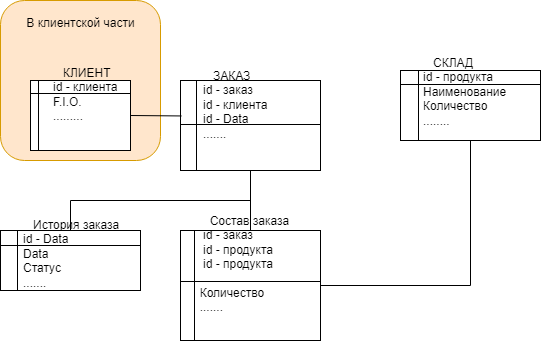 В клиентской части
КЛИЕНТ
id - клиента
F.I.O.
.........
ЗАКАЗ
id - заказ
id - клиента
id - Data
.......
СКЛАД
id - продукта
Наименование
Количество
........
История заказа
id - Data
Data
Статус
.......
Состав заказа
id - заказ
id - продукта
id - продукта
Количество
.......